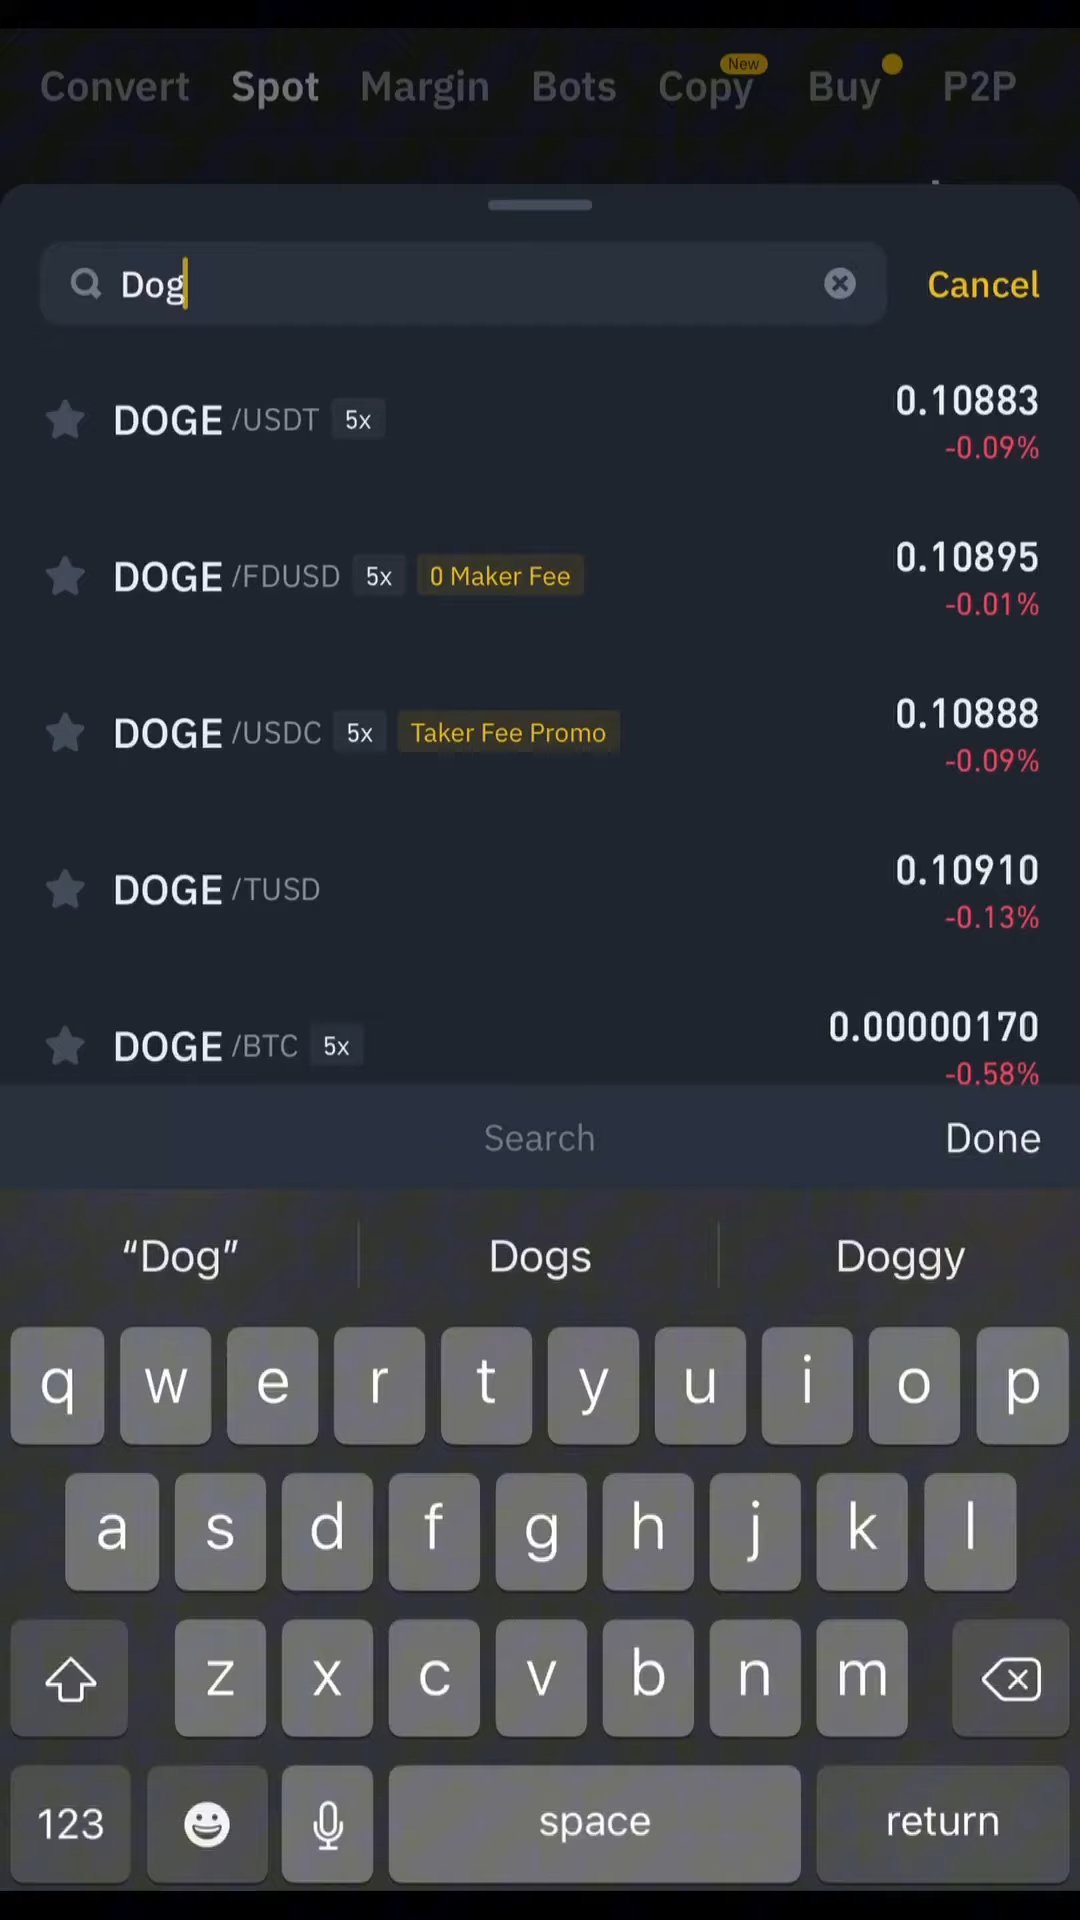 Convert Spot Margin Bots Copy New Buy P2P
Dog Cancel
DOGE /USDT 5x 0.10883
-0.09%
DOGE /FDUSD 5x 0 Maker Fee 0.10895
-0.01%
DOGE /USDC 5x Taker Fee Promo 0.10888
-0.09%
DOGE /TUSD 0.10910
-0.13%
DOGE /BTC 5x 0.00000170
-0.58%
Search Done
“Dog” Dogs Doggy
q w e r t y u i o p
a s d f g h j k l
z x c v b n m
123 space return